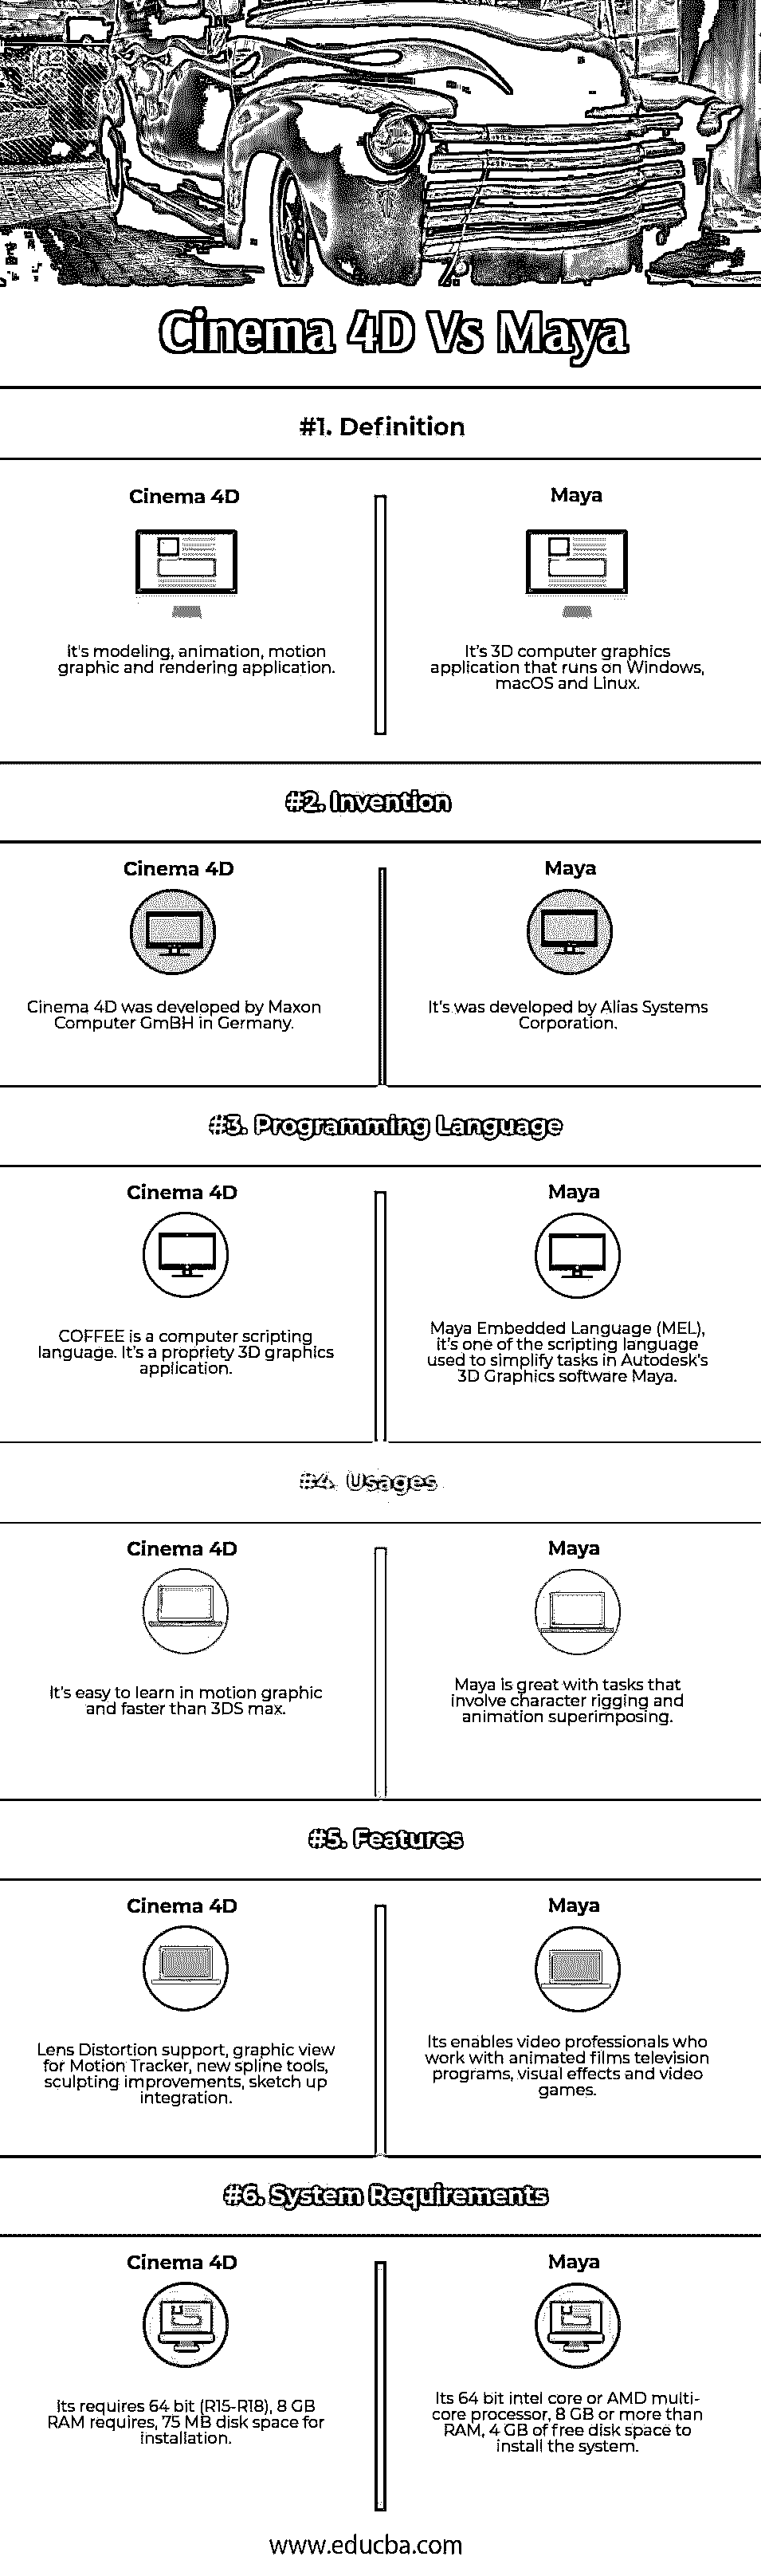 Cinema 4D Vs Maya
#1. Definition
Cinema 4D
It's modeling, animation, motion
graphic and rendering application.
Maya
It's 3D computer graphics
application that runs on Windows,
macOS and Linux.
#2. Invention
Cinema 4D
Cinema 4D was developed by Maxon
Computer GmBH in Germany.
Maya
It's was developed by Alias Systems
Corporation.
#3. Programming Language
Cinema 4D
COFFEE is a computer scripting
language. It's a propriety 3D graphics
application.
Maya
Maya Embedded Language (MEL),
it's one of the scripting language
used to simplify tasks in Autodesk's
3D Graphics software Maya.
#4. Usages
Cinema 4D
It's easy to learn in motion graphic
and faster than 3DS max.
Maya
Maya is great with tasks that
involve character rigging and
animation superimposing.
#5. Features
Cinema 4D
Lens Distortion support, graphic view
for Motion Tracker, new spline tools,
sculpting improvements, sketch up
integration.
Maya
Its enables video professionals who
work with animated films television
programs, visual effects and video
games.
#6. System Requirements
Cinema 4D
Its requires 64 bit (R15-R18), 8 GB
RAM requires, 75 MB disk space for
installation.
Maya
Its 64 bit intel core or AMD multi-
core processor, 8 GB or more than
RAM, 4 GB of free disk space to
install the system.
www.educba.com